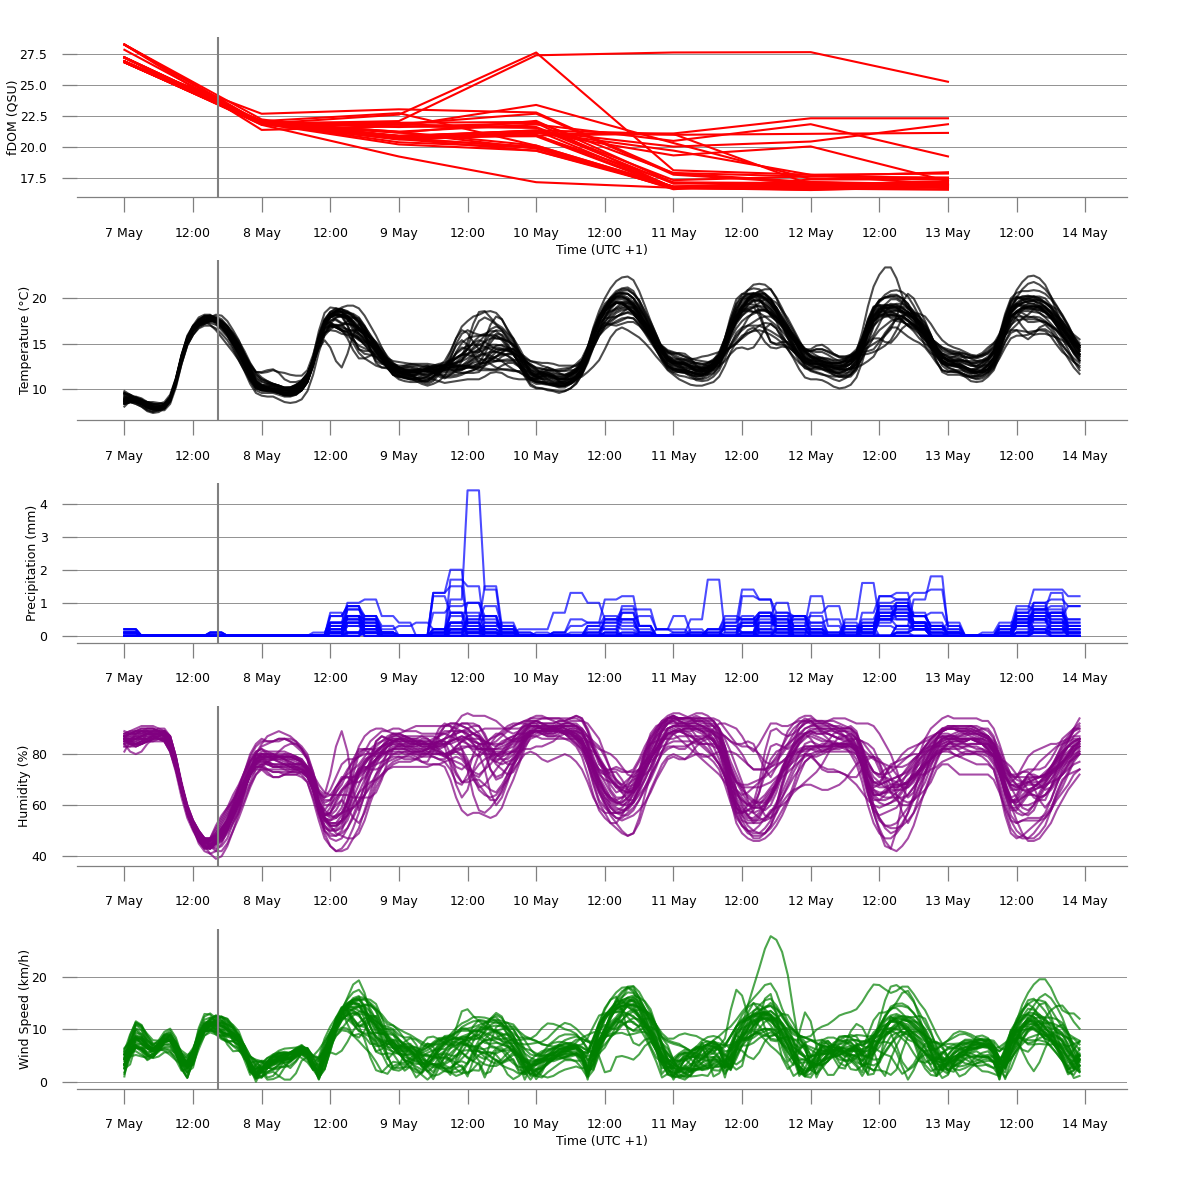 27.5
25.0
22.5
20.0
17.5
fDOM (QSU)
7 May 12:00 8 May 12:00 9 May 12:00 10 May 12:00 11 May 12:00 12 May 12:00 13 May 12:00 14 May
Time (UTC +1)
20
15
10
Temperature (°C)
7 May 12:00 8 May 12:00 9 May 12:00 10 May 12:00 11 May 12:00 12 May 12:00 13 May 12:00 14 May
4
3
2
1
0
Precipitation (mm)
7 May 12:00 8 May 12:00 9 May 12:00 10 May 12:00 11 May 12:00 12 May 12:00 13 May 12:00 14 May
80
60
40
Humidity (%)
7 May 12:00 8 May 12:00 9 May 12:00 10 May 12:00 11 May 12:00 12 May 12:00 13 May 12:00 14 May
20
10
0
Wind Speed (km/h)
7 May 12:00 8 May 12:00 9 May 12:00 10 May 12:00 11 May 12:00 12 May 12:00 13 May 12:00 14 May
Time (UTC +1)